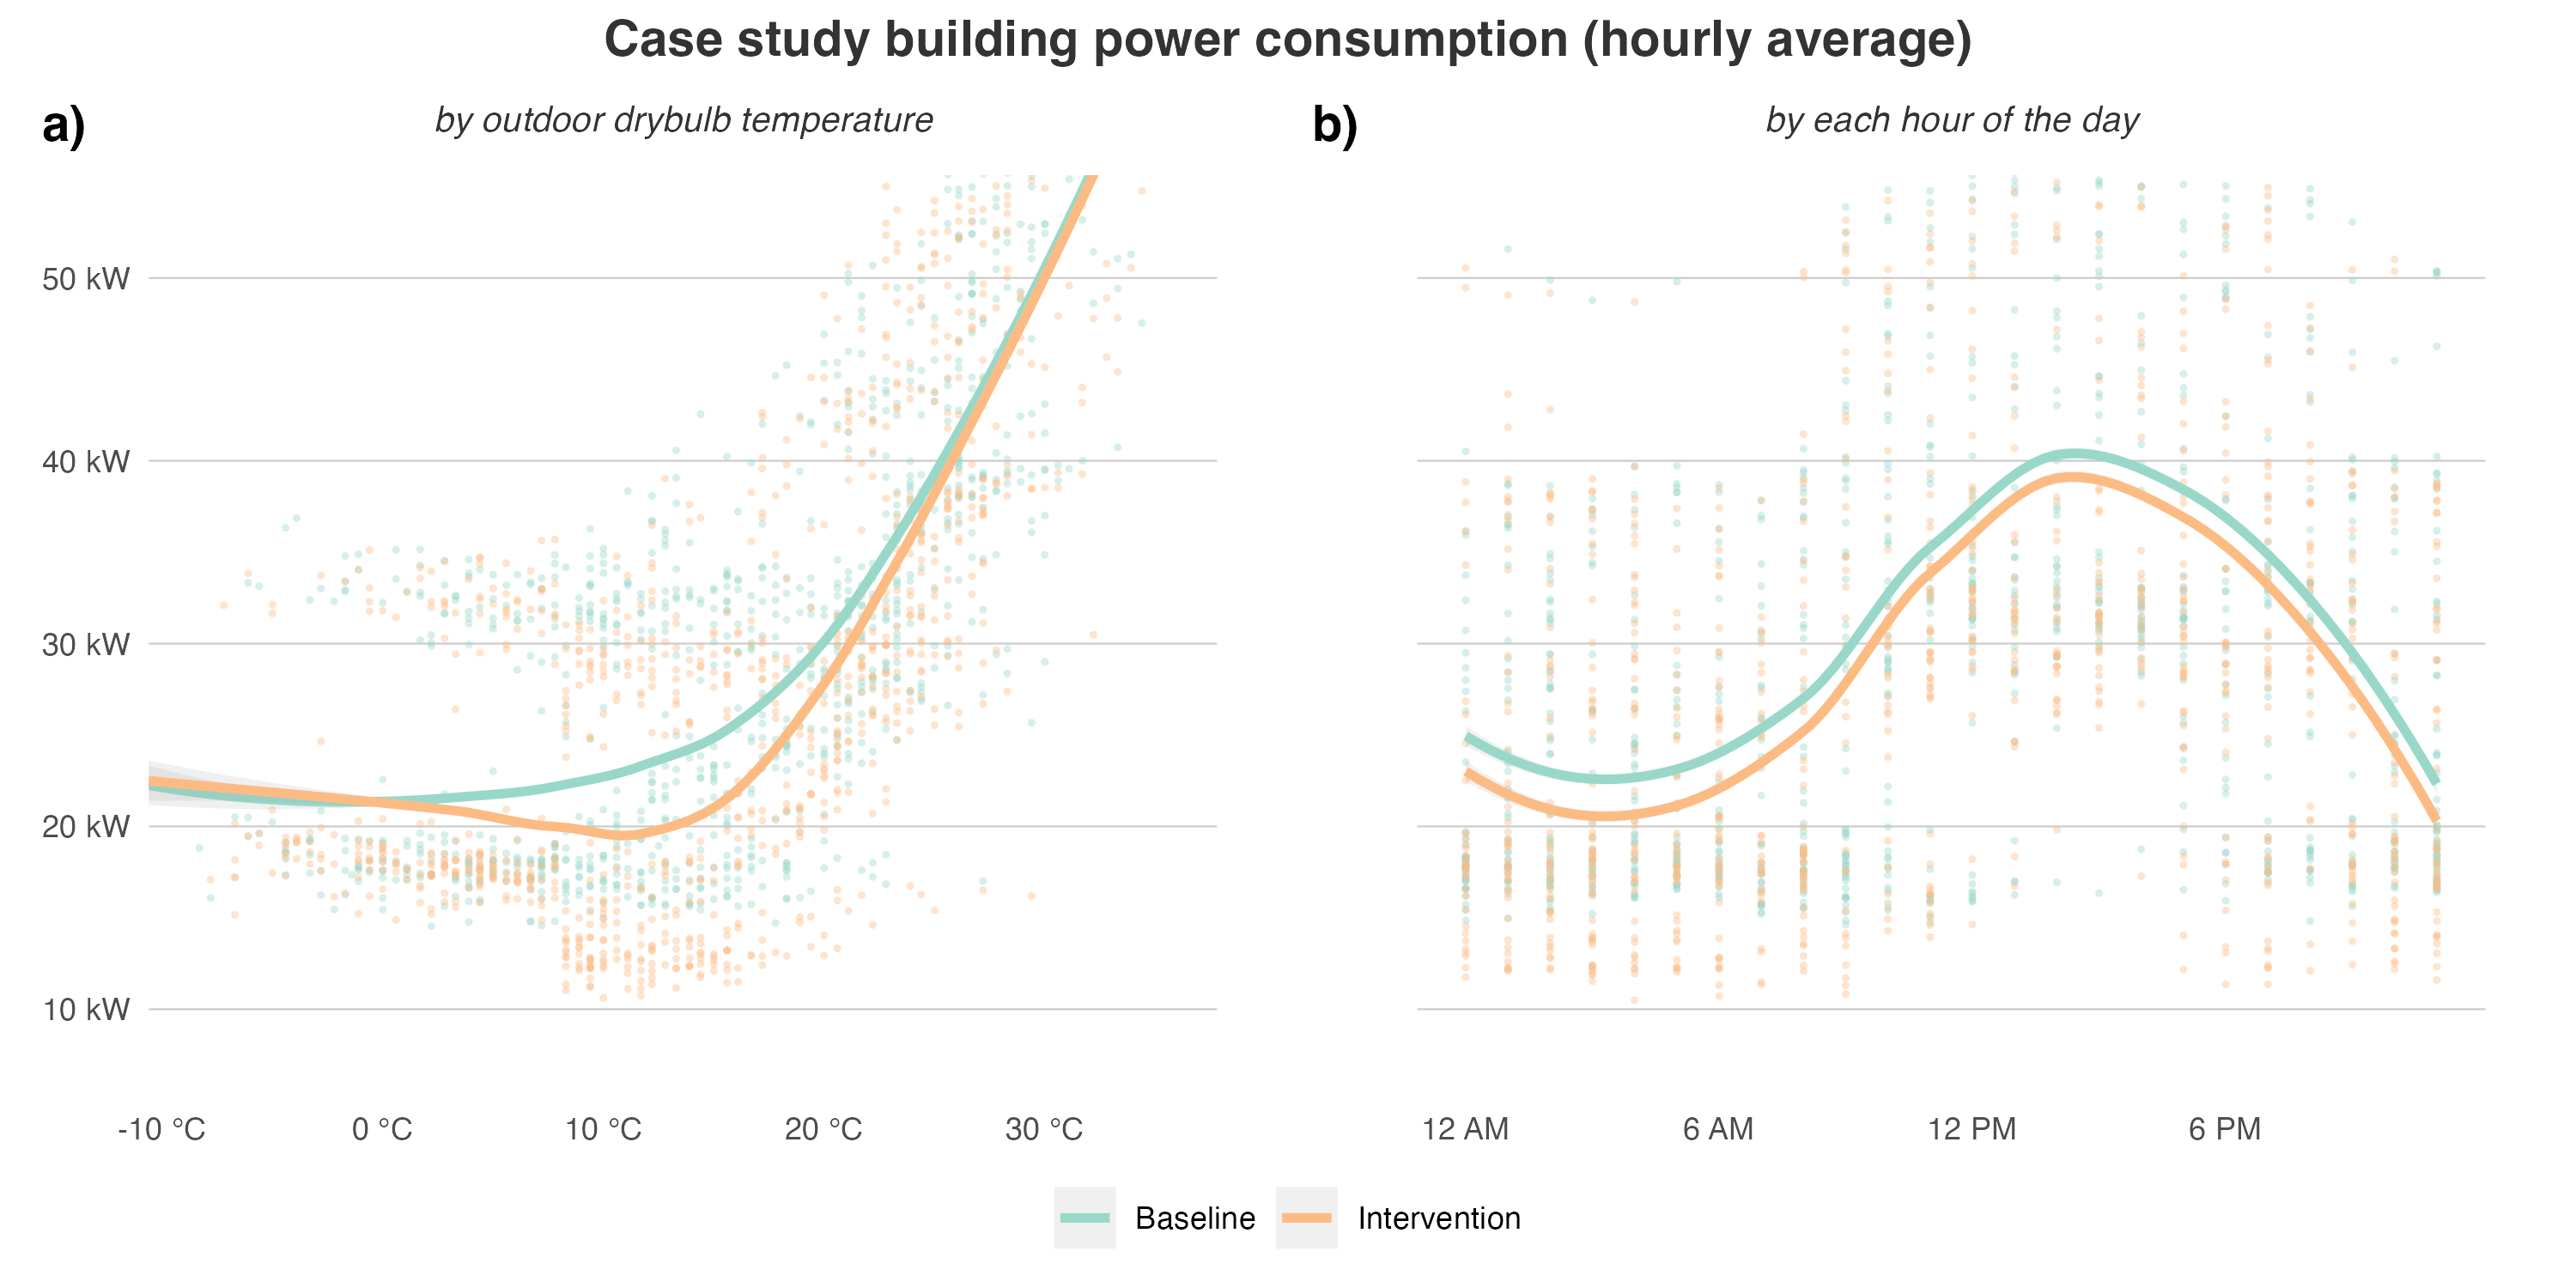 Case study building power consumption (hourly average)
a)
by outdoor drybulb temperature
50 kW
40 kW
30 kW
20 kW
10 kW
-10 °C 0 °C 10 °C 20 °C 30 °C
b)
by each hour of the day
12 AM 6 AM 12 PM 6 PM
Baseline Intervention